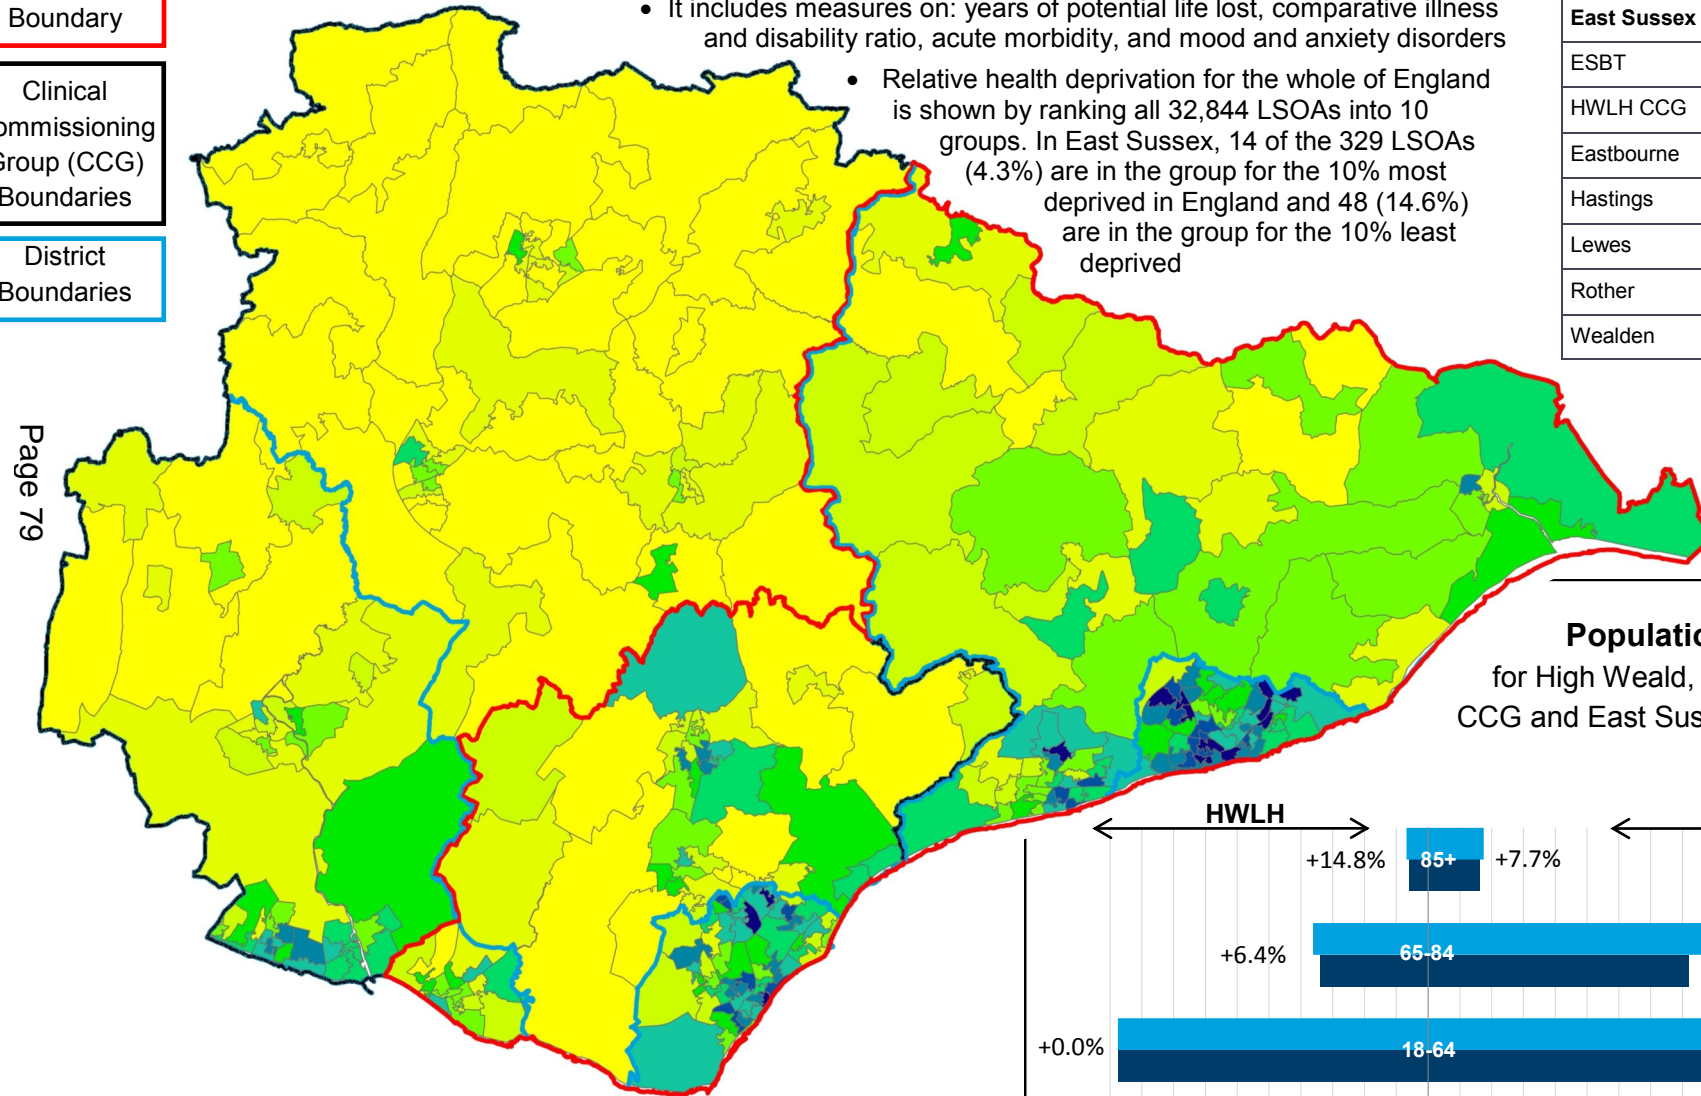 Boundary
Clinical
ommissioning
Group (CCG)
Boundaries
District
Boundaries
Page 79
• It includes measures on: years of potential life lost, comparative illness
and disability ratio, acute morbidity, and mood and anxiety disorders
• Relative health deprivation for the whole of England
is shown by ranking all 32,844 LSOAs into 10
groups. In East Sussex, 14 of the 329 LSOAs
(4.3%) are in the group for the 10% most
deprived in England and 48 (14.6%)
are in the group for the 10% least
deprived
East Sussex
ESBT
HWLH CCG
Eastbourne
Hastings
Lewes
Rother
Wealden
Populatio
for High Weald,
CCG and East Sus
HWLH
+14.8% 85+ +7.7%
+6.4% 65-84
+0.0% 18-64